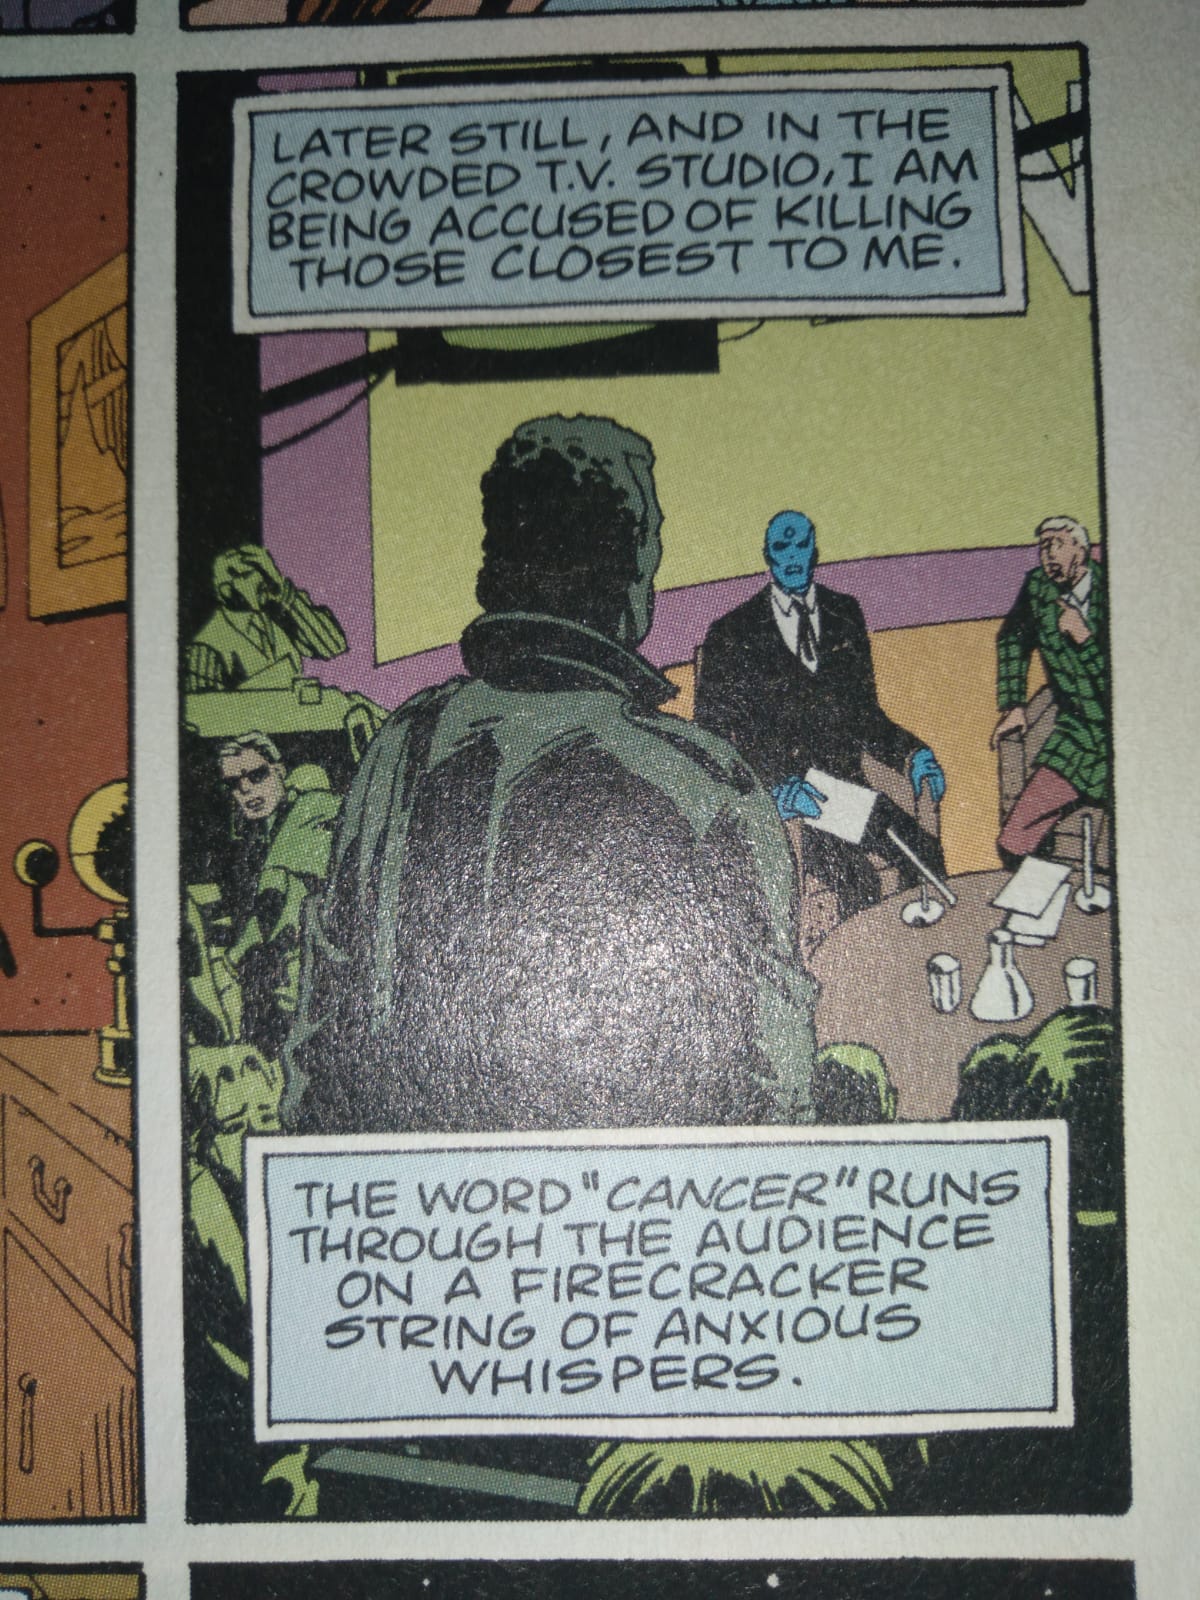 LATER STILL, AND IN THE
CROWDED T.V. STUDIO, I AM
BEING ACCUSED OF KILLING
THOSE CLOSEST TO ME.
THE WORD "CANCER" RUNS
THROUGH THE AUDIENCE
ON A FIRECRACKER
STRING OF ANXIOUS
WHISPERS.